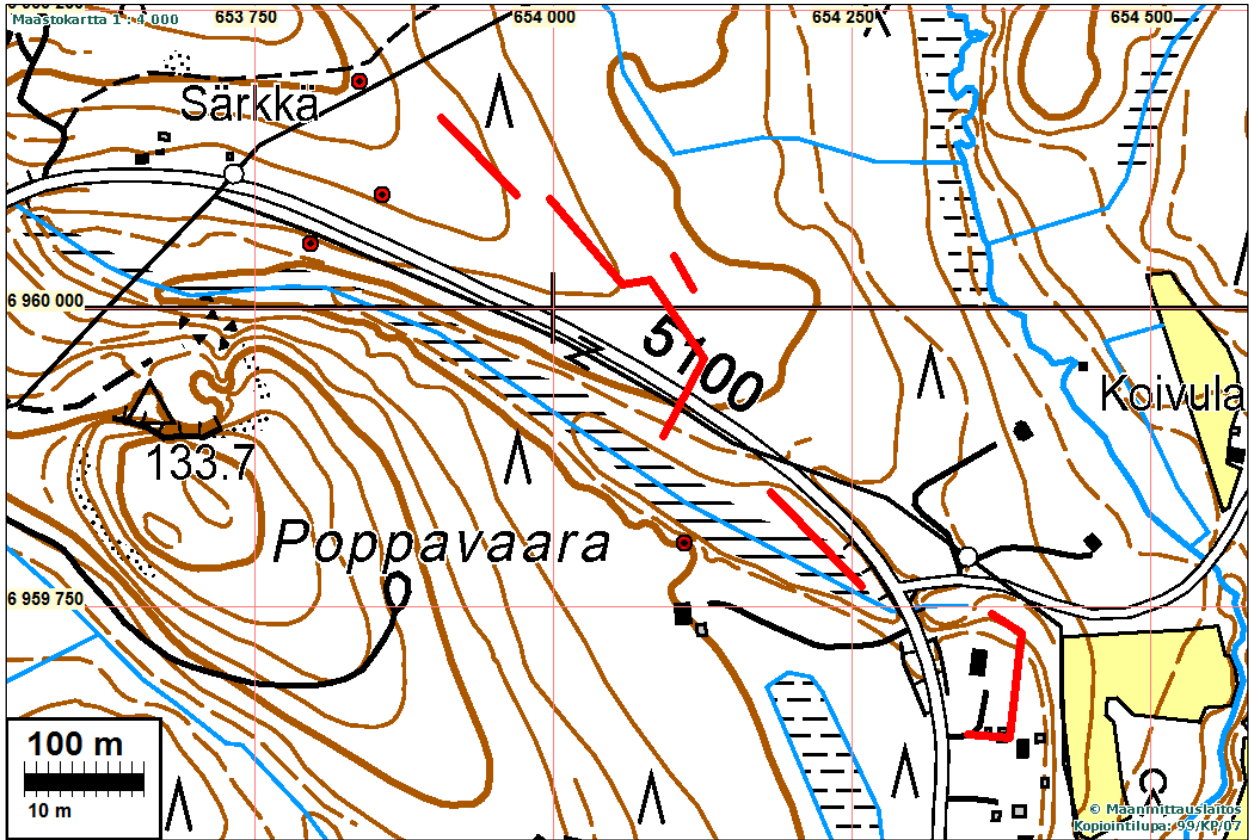 Maastokartta 1 : 4 000
653 750
654 000
654 250
654 500
Särkkä
6 960 000
5100
Koivula
133.7
Poppavaara
6 959 750
100 m
10 m
© Maanmittauslaitos
Kopiointilupa: 99/KP/07